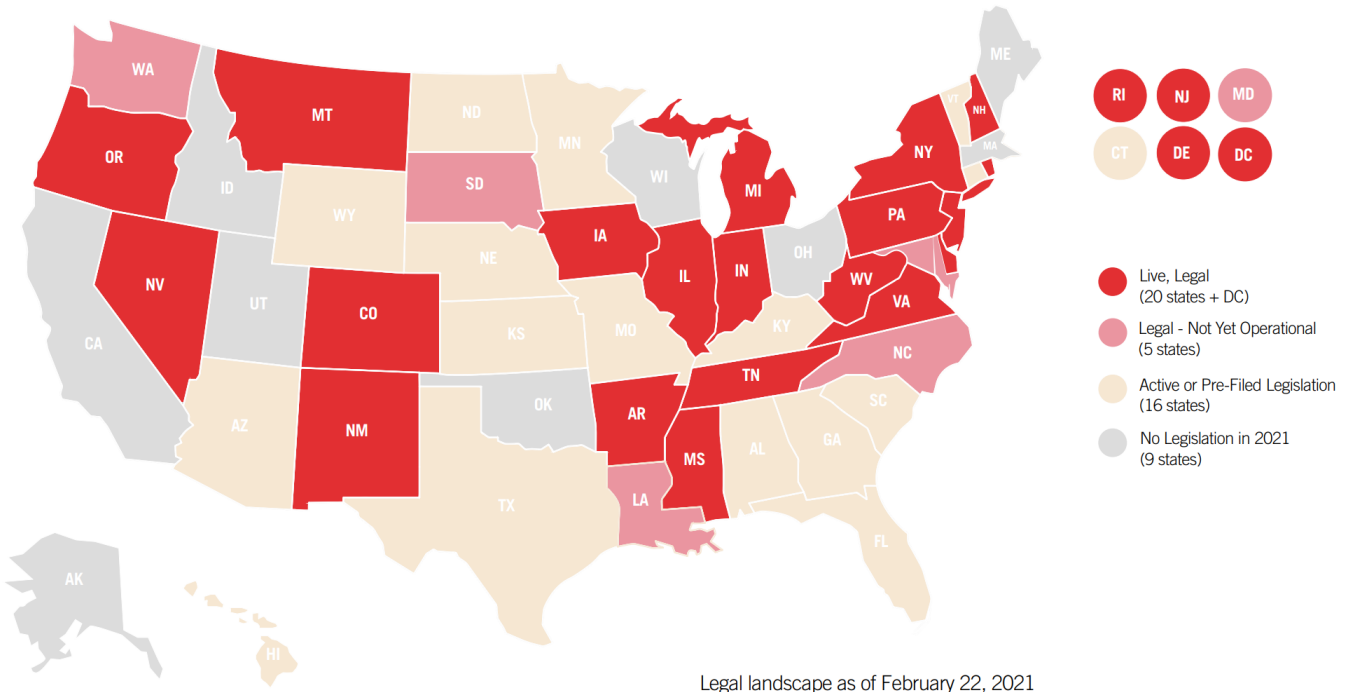 WA
MT
ND
MN
ME
VT
NH
OR
ID
SD
WI
MI
NY
MA
WY
IA
PA
NV
UT
CO
NE
IL
IN
OH
WV
VA
CA
KS
MO
KY
NC
AZ
NM
OK
AR
TN
SC
MS
AL
GA
TX
LA
FL
AK
HI
RI
NJ
MD
CT
DE
DC
Live, Legal
(20 states + DC)
Legal - Not Yet Operational
(5 states)
Active or Pre-Filed Legislation
(16 states)
No Legislation in 2021
(9 states)
Legal landscape as of February 22, 2021